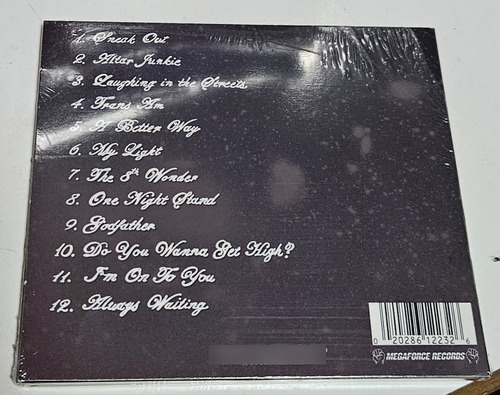 1. Sneak Out
2. Altar Junkie
3. Laughing in the Streets
4. Trans Am
5. A Better Way
6. My Light
7. The 8th Wonder
8. One Night Stand
9. Godfather
10. Do You Wanna Get High?
11. I'm On To You
12. Always Waiting
0 20286 12232 6
MEGAFORCE RECORDS